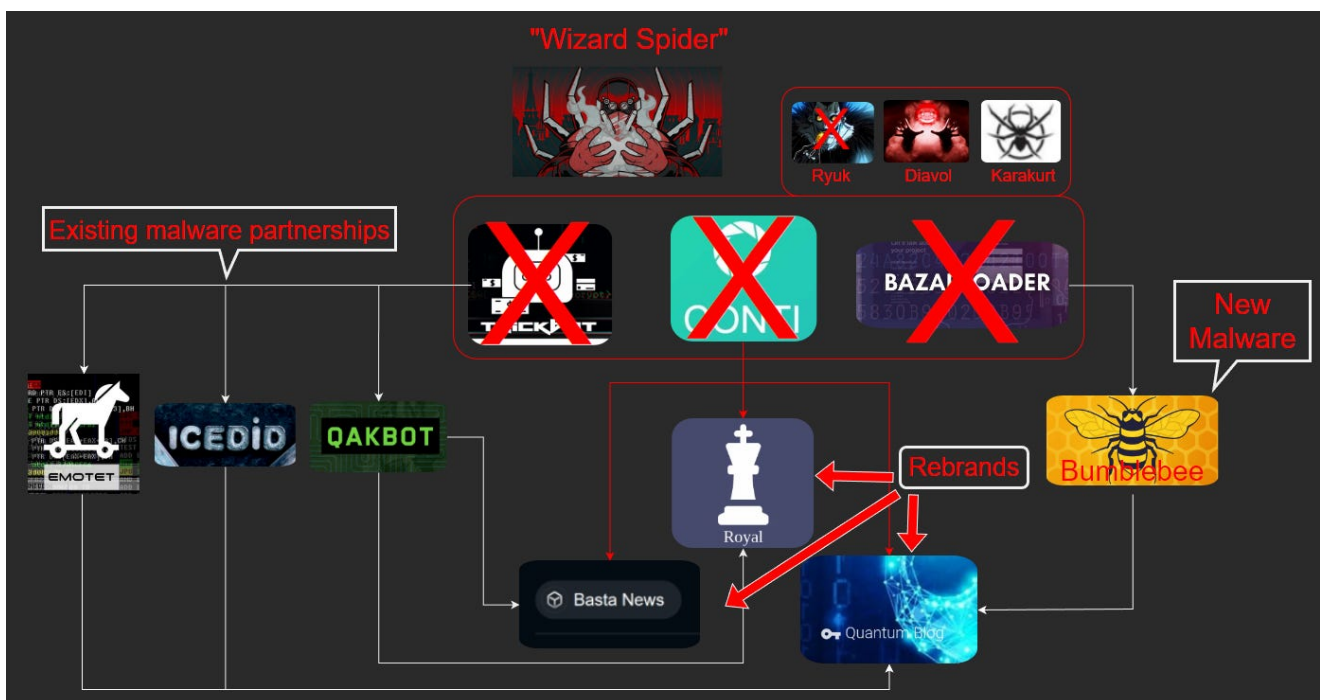 "Wizard Spider"
Ryuk
Diavol
Karakurt
Existing malware partnerships
CONTI
New
Malware
EMOTET
ICEDID
QAKBOT
Bumblebee
Rebrands
Royal
Basta News
Quantum Blog